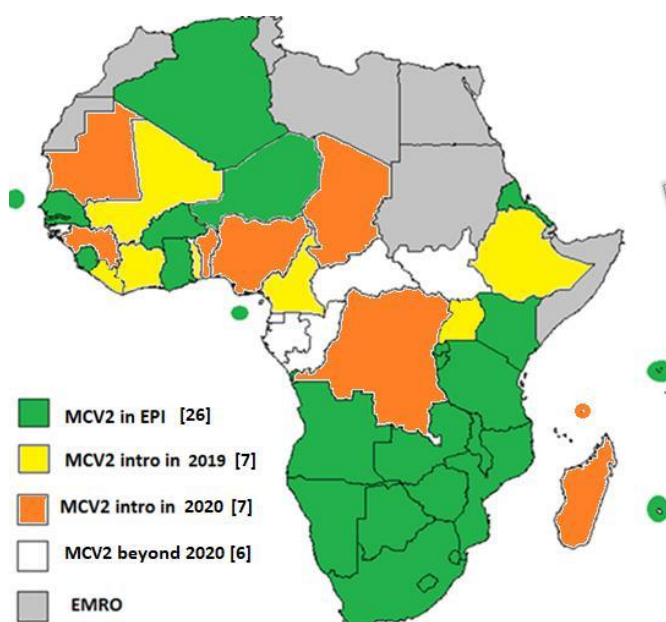 MCV2 in EPI [26]
MCV2 intro in 2019 [7]
MCV2 intro in 2020 [7]
MCV2 beyond 2020 [6]
EMRO